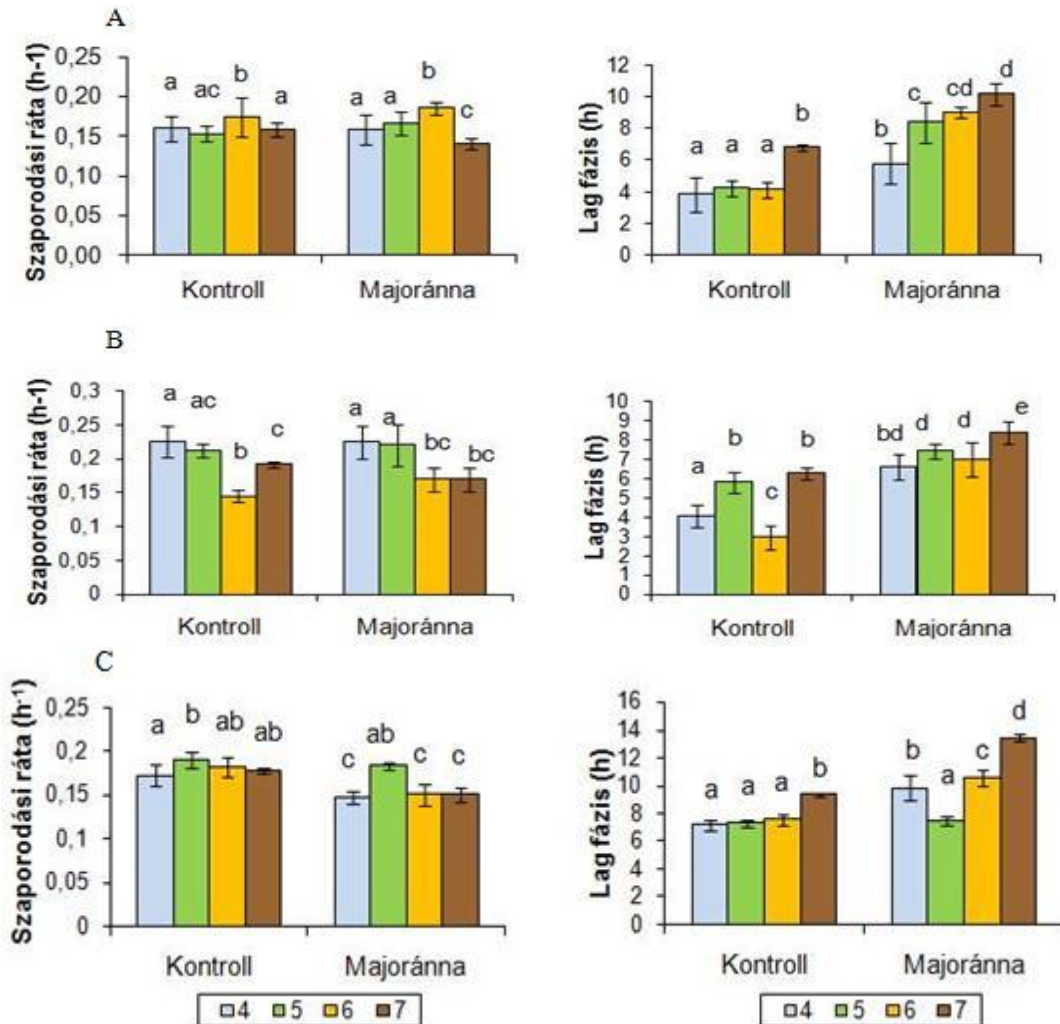 A
Szaporodási ráta (h-1)
0,25
0,20
0,15
0,10
0,05
0,00
a ac b a
a a b c
Kontroll Majoránna
Lag fázis (h)
12
10
8
6
4
2
0
a a a b
b c cd d
Kontroll Majoránna
B
Szaporodási ráta (h-1)
0,3
0,25
0,2
0,15
0,1
0,05
0
a ac b c
a a bc bc
Kontroll Majoránna
Lag fázis (h)
10
9
8
7
6
5
4
3
2
1
0
a b c b
bd d d e
Kontroll Majoránna
C
Szaporodási ráta (h⁻¹)
0,25
0,2
0,15
0,1
0,05
0
a b ab ab
c ab c c
Kontroll Majoránna
4 5 6 7
Lag fázis (h)
16
14
12
10
8
6
4
2
0
a a a b
b a c d
Kontroll Majoránna
4 5 6 7